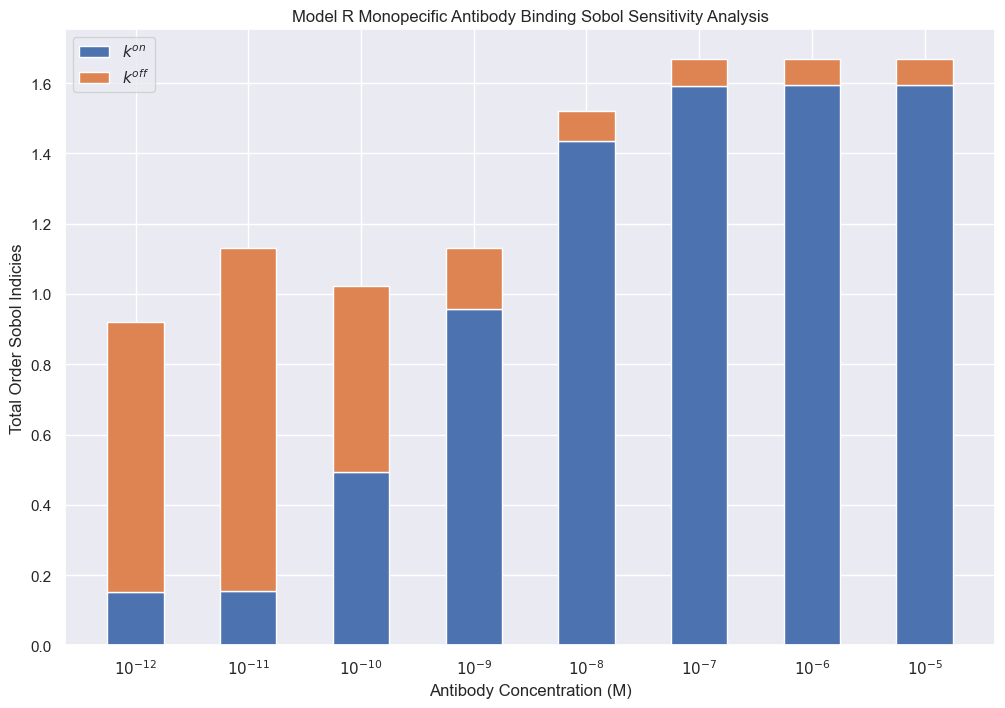 Model R Monopecific Antibody Binding Sobol Sensitivity Analysis
k^{on}
k^{off}
Total Order Sobol Indicies
1.6
1.4
1.2
1.0
0.8
0.6
0.4
0.2
0.0
10^{-12} 10^{-11} 10^{-10} 10^{-9} 10^{-8} 10^{-7} 10^{-6} 10^{-5}
Antibody Concentration (M)